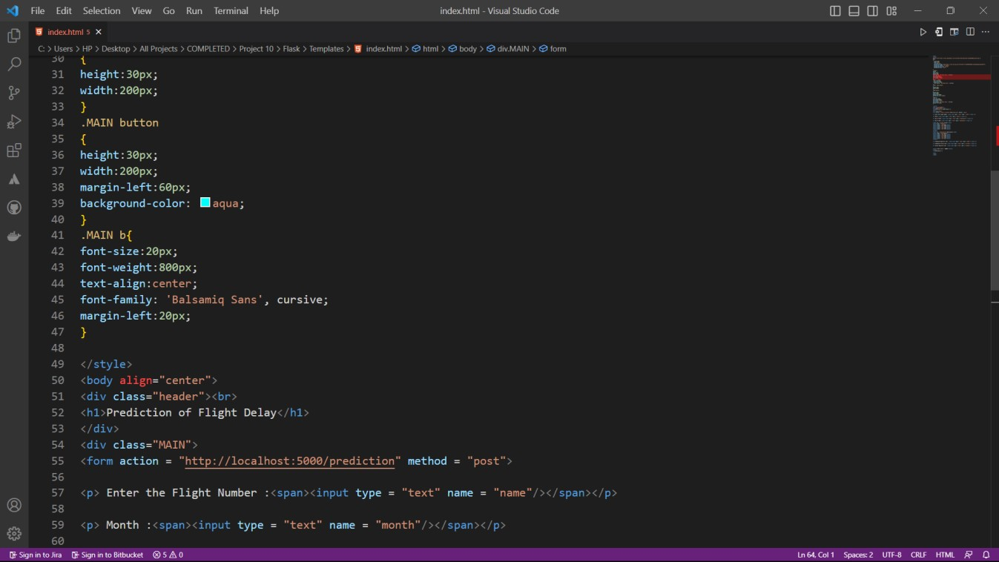 File Edit Selection View Go Run Terminal Help index.html - Visual Studio Code
index.html 5
C: > Users > HP > Desktop > All Projects > COMPLETED > Project 10 > Flask > Templates > index.html > html > body > div.MAIN > form
30 {
31 height:30px;
32 width:200px;
33 }
34 .MAIN button
35 {
36 height:30px;
37 width:200px;
38 margin-left:60px;
39 background-color: aqua;
40 }
41 .MAIN b{
42 font-size:20px;
43 font-weight:800px;
44 text-align:center;
45 font-family: 'Balsamiq Sans', cursive;
46 margin-left:20px;
47 }
48
49 </style>
50 <body align="center">
51 <div class="header"><br>
52 <h1>Prediction of Flight Delay</h1>
53 </div>
54 <div class="MAIN">
55 <form action = "http://localhost:5000/prediction" method = "post">
56
57 <p> Enter the Flight Number :<span><input type = "text" name = "name"/></span></p>
58
59 <p> Month :<span><input type = "text" name = "month"/></span></p>
60
Sign in to Jira Sign in to Bitbucket 5 0 Ln 64, Col 1 Spaces: 2 UTF-8 CRLF HTML